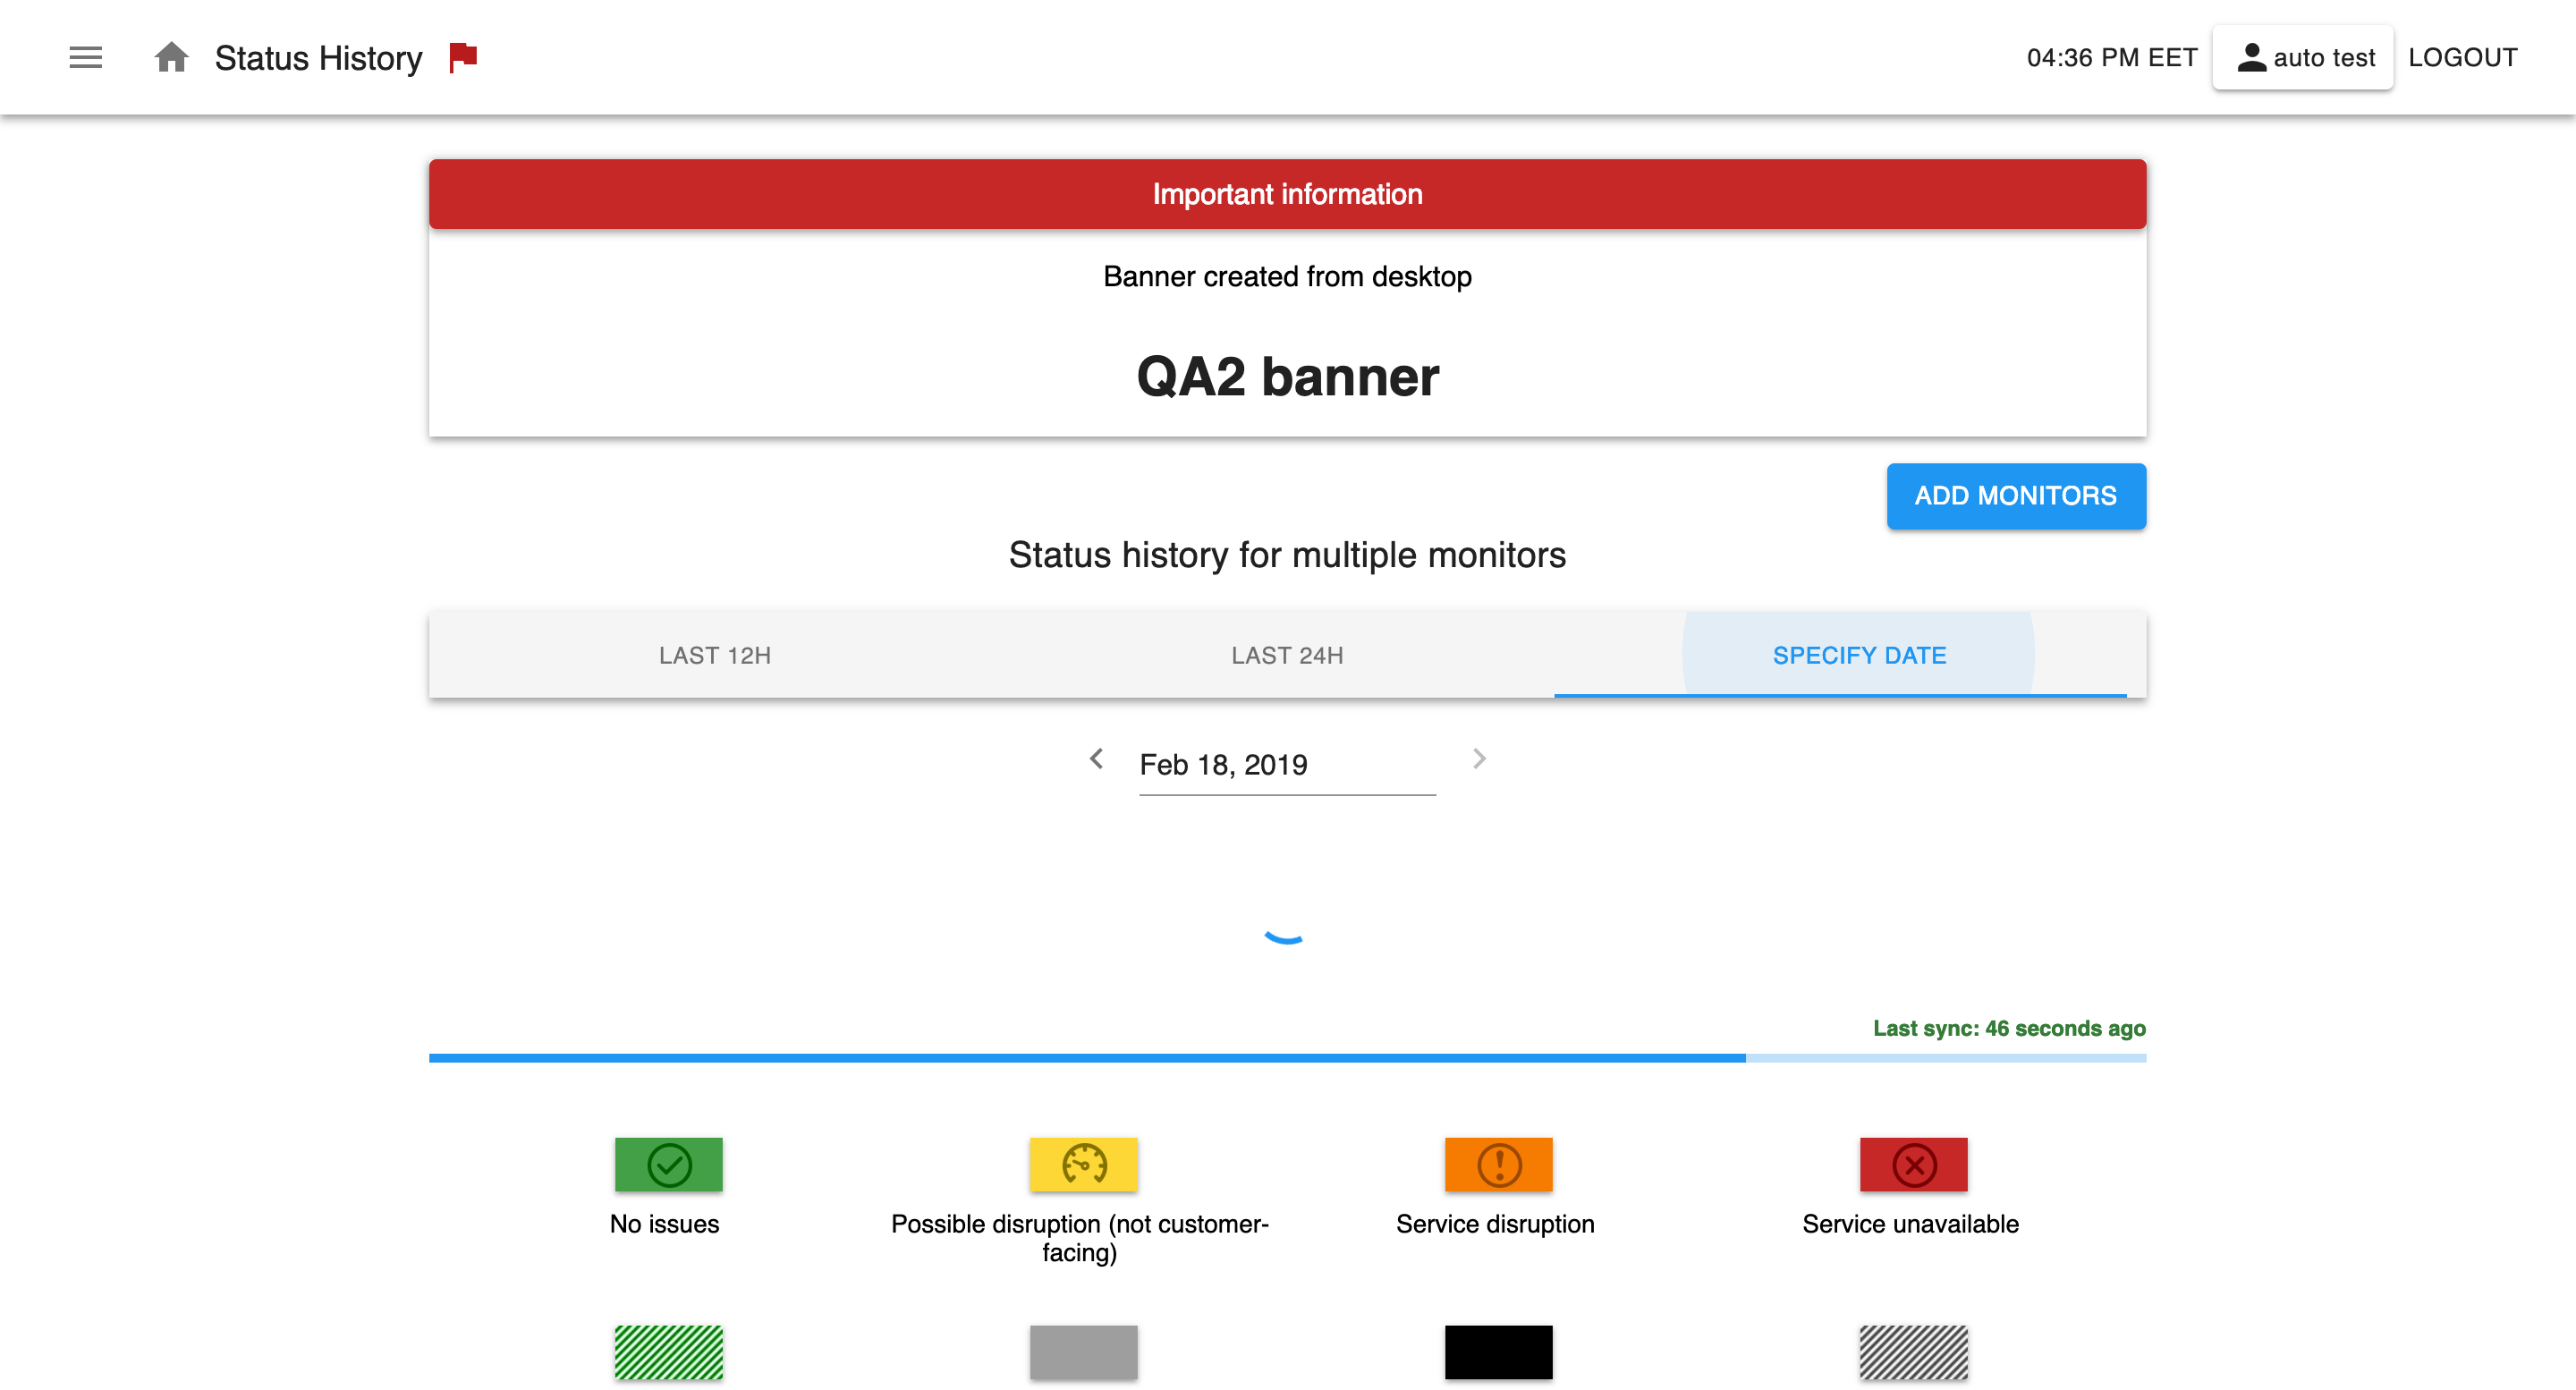 Status History
04:36 PM EET
auto test
LOGOUT
Important information
Banner created from desktop
QA2 banner
ADD MONITORS
Status history for multiple monitors
LAST 12H
LAST 24H
SPECIFY DATE
Feb 18, 2019
Last sync: 46 seconds ago
No issues
Possible disruption (not customer-
facing)
Service disruption
Service unavailable